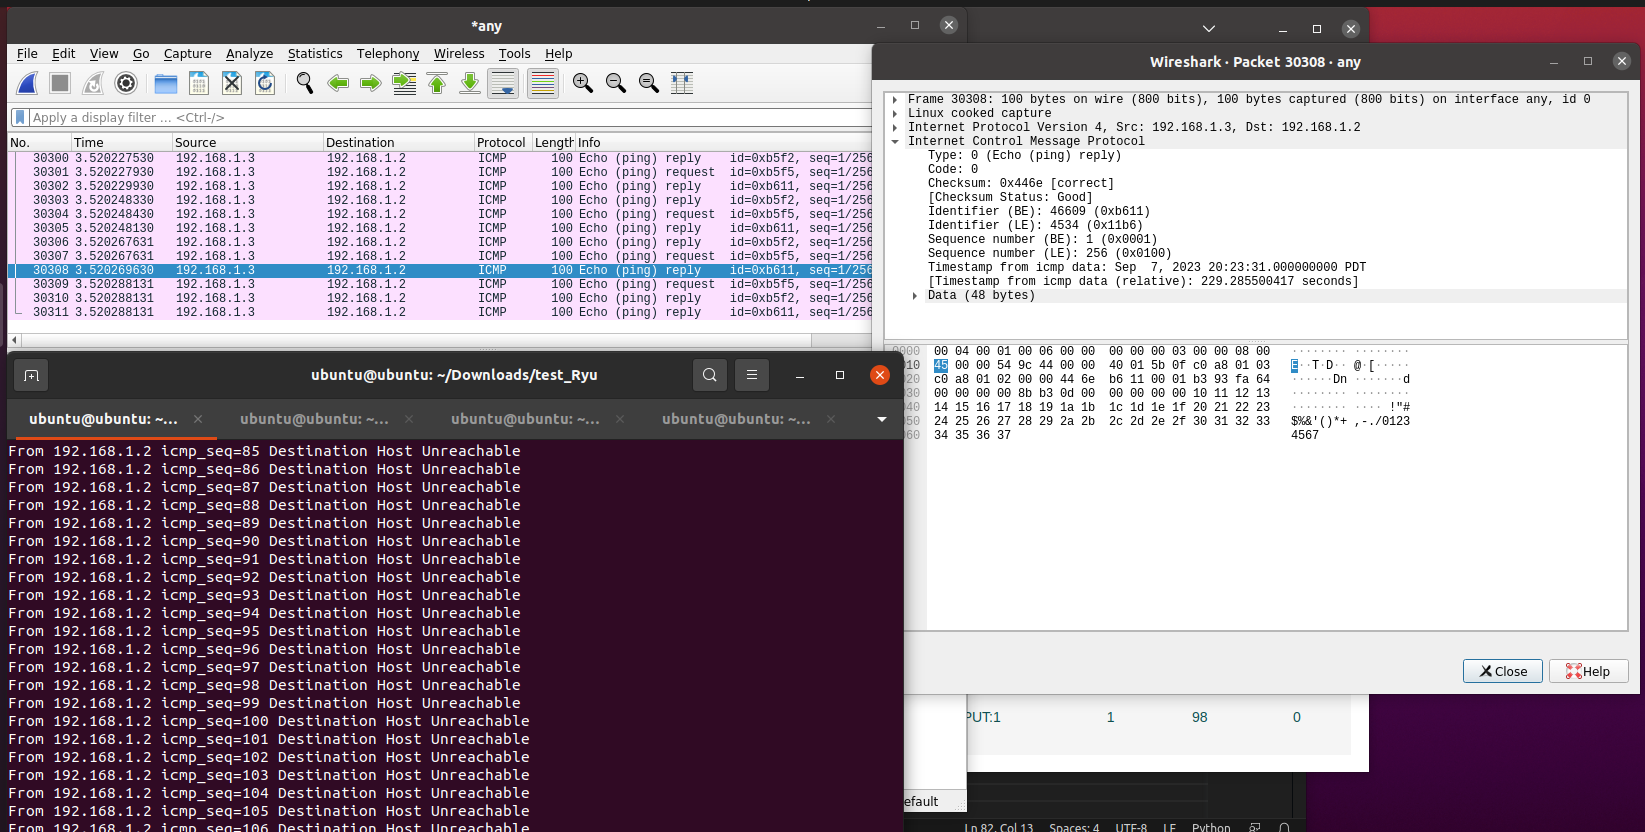 *any
File Edit View Go Capture Analyze Statistics Telephony Wireless Tools Help
Apply a display filter ... <Ctrl-/>
No. Time Source Destination Protocol Length Info
30300 3.520227530 192.168.1.3 192.168.1.2 ICMP 100 Echo (ping) reply id=0xb5f2, seq=1/256
30301 3.520227930 192.168.1.3 192.168.1.2 ICMP 100 Echo (ping) request id=0xb5f5, seq=1/256
30302 3.520229930 192.168.1.3 192.168.1.2 ICMP 100 Echo (ping) reply id=0xb611, seq=1/256
30303 3.520248330 192.168.1.3 192.168.1.2 ICMP 100 Echo (ping) reply id=0xb5f2, seq=1/256
30304 3.520248430 192.168.1.3 192.168.1.2 ICMP 100 Echo (ping) request id=0xb5f5, seq=1/256
30305 3.520248130 192.168.1.3 192.168.1.2 ICMP 100 Echo (ping) reply id=0xb611, seq=1/256
30306 3.520267631 192.168.1.3 192.168.1.2 ICMP 100 Echo (ping) reply id=0xb5f2, seq=1/256
30307 3.520267631 192.168.1.3 192.168.1.2 ICMP 100 Echo (ping) request id=0xb5f5, seq=1/256
30308 3.520269630 192.168.1.3 192.168.1.2 ICMP 100 Echo (ping) reply id=0xb611, seq=1/256
30309 3.520288131 192.168.1.3 192.168.1.2 ICMP 100 Echo (ping) request id=0xb5f5, seq=1/256
30310 3.520288131 192.168.1.3 192.168.1.2 ICMP 100 Echo (ping) reply id=0xb5f2, seq=1/256
30311 3.520288131 192.168.1.3 192.168.1.2 ICMP 100 Echo (ping) reply id=0xb611, seq=1/256
Wireshark · Packet 30308 · any
Frame 30308: 100 bytes on wire (800 bits), 100 bytes captured (800 bits) on interface any, id 0
Linux cooked capture
Internet Protocol Version 4, Src: 192.168.1.3, Dst: 192.168.1.2
Internet Control Message Protocol
Type: 0 (Echo (ping) reply)
Code: 0
Checksum: 0x446e [correct]
[Checksum Status: Good]
Identifier (BE): 46609 (0xb611)
Identifier (LE): 4534 (0x11b6)
Sequence number (BE): 1 (0x0001)
Sequence number (LE): 256 (0x0100)
Timestamp from icmp data: Sep 7, 2023 20:23:31.000000000 PDT
[Timestamp from icmp data (relative): 229.285500417 seconds]
Data (48 bytes)
0000 00 04 00 01 00 06 00 00 00 00 00 03 00 00 08 00 ········ ········
010 45 00 00 54 9c 44 00 00 40 01 5b 0f c0 a8 01 03 E··T·D·· @·[·····
020 c0 a8 01 02 00 00 44 6e b6 11 00 01 b3 93 fa 64 ······Dn ·······d
030 00 00 00 00 8b b3 0d 00 00 00 00 00 10 11 12 13 ········ ········
040 14 15 16 17 18 19 1a 1b 1c 1d 1e 1f 20 21 22 23 ········ ···· !"#
050 24 25 26 27 28 29 2a 2b 2c 2d 2e 2f 30 31 32 33 $%&'()*+ ,-./0123
060 34 35 36 37 4567
Close Help
ubuntu@ubuntu: ~/Downloads/test_Ryu
ubuntu@ubuntu: ~... ubuntu@ubuntu: ~... ubuntu@ubuntu: ~... ubuntu@ubuntu: ~...
From 192.168.1.2 icmp_seq=85 Destination Host Unreachable
From 192.168.1.2 icmp_seq=86 Destination Host Unreachable
From 192.168.1.2 icmp_seq=87 Destination Host Unreachable
From 192.168.1.2 icmp_seq=88 Destination Host Unreachable
From 192.168.1.2 icmp_seq=89 Destination Host Unreachable
From 192.168.1.2 icmp_seq=90 Destination Host Unreachable
From 192.168.1.2 icmp_seq=91 Destination Host Unreachable
From 192.168.1.2 icmp_seq=92 Destination Host Unreachable
From 192.168.1.2 icmp_seq=93 Destination Host Unreachable
From 192.168.1.2 icmp_seq=94 Destination Host Unreachable
From 192.168.1.2 icmp_seq=95 Destination Host Unreachable
From 192.168.1.2 icmp_seq=96 Destination Host Unreachable
From 192.168.1.2 icmp_seq=97 Destination Host Unreachable
From 192.168.1.2 icmp_seq=98 Destination Host Unreachable
From 192.168.1.2 icmp_seq=99 Destination Host Unreachable
From 192.168.1.2 icmp_seq=100 Destination Host Unreachable
From 192.168.1.2 icmp_seq=101 Destination Host Unreachable
From 192.168.1.2 icmp_seq=102 Destination Host Unreachable
From 192.168.1.2 icmp_seq=103 Destination Host Unreachable
From 192.168.1.2 icmp_seq=104 Destination Host Unreachable
From 192.168.1.2 icmp_seq=105 Destination Host Unreachable
From 192.168.1.2 icmp_seq=106 Destination Host Unreachable
PUT:1 1 98 0
efault
Ln 82, Col 13 Spaces: 4 UTF-8 LF Python